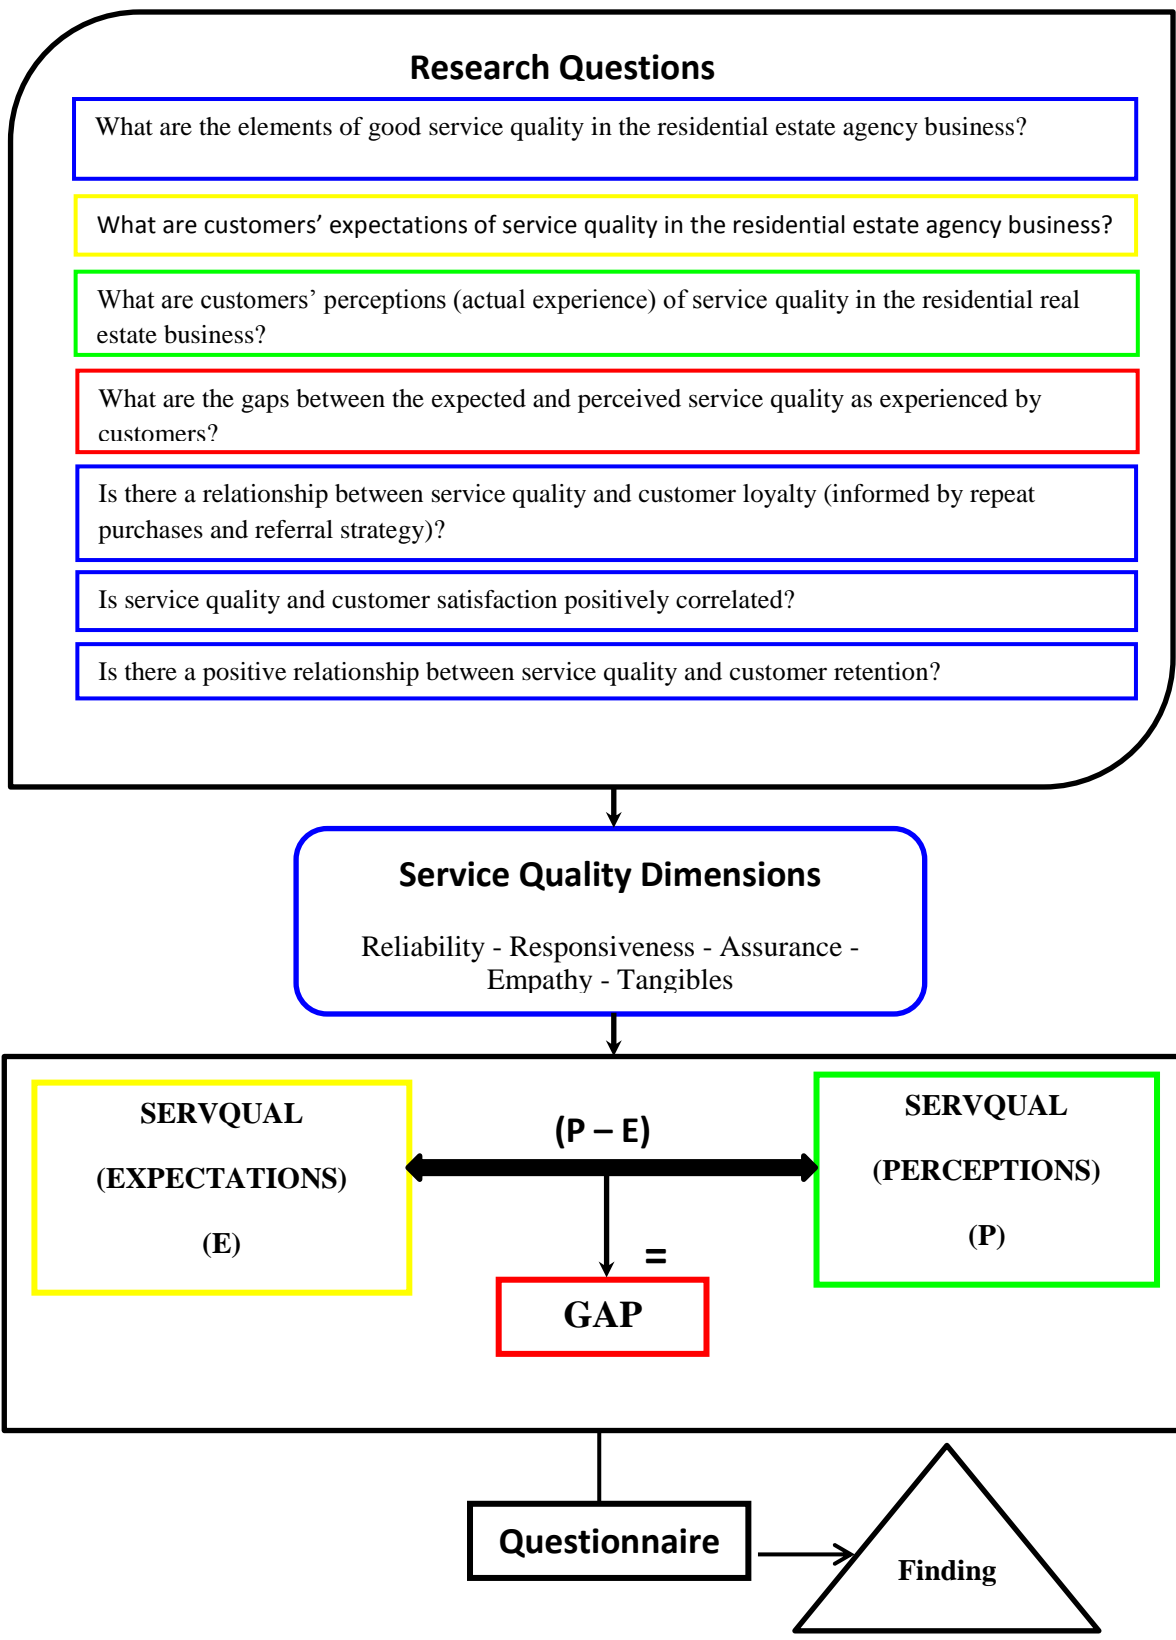 Research Questions
What are the elements of good service quality in the residential estate agency business?
What are customers’ expectations of service quality in the residential estate agency business?
What are customers’ perceptions (actual experience) of service quality in the residential real
estate business?
What are the gaps between the expected and perceived service quality as experienced by
customers?
Is there a relationship between service quality and customer loyalty (informed by repeat
purchases and referral strategy)?
Is service quality and customer satisfaction positively correlated?
Is there a positive relationship between service quality and customer retention?
Service Quality Dimensions
Reliability - Responsiveness - Assurance -
Empathy - Tangibles
SERVQUAL
(EXPECTATIONS)
(E)
(P – E)
SERVQUAL
(PERCEPTIONS)
(P)
=
GAP
Questionnaire
Finding